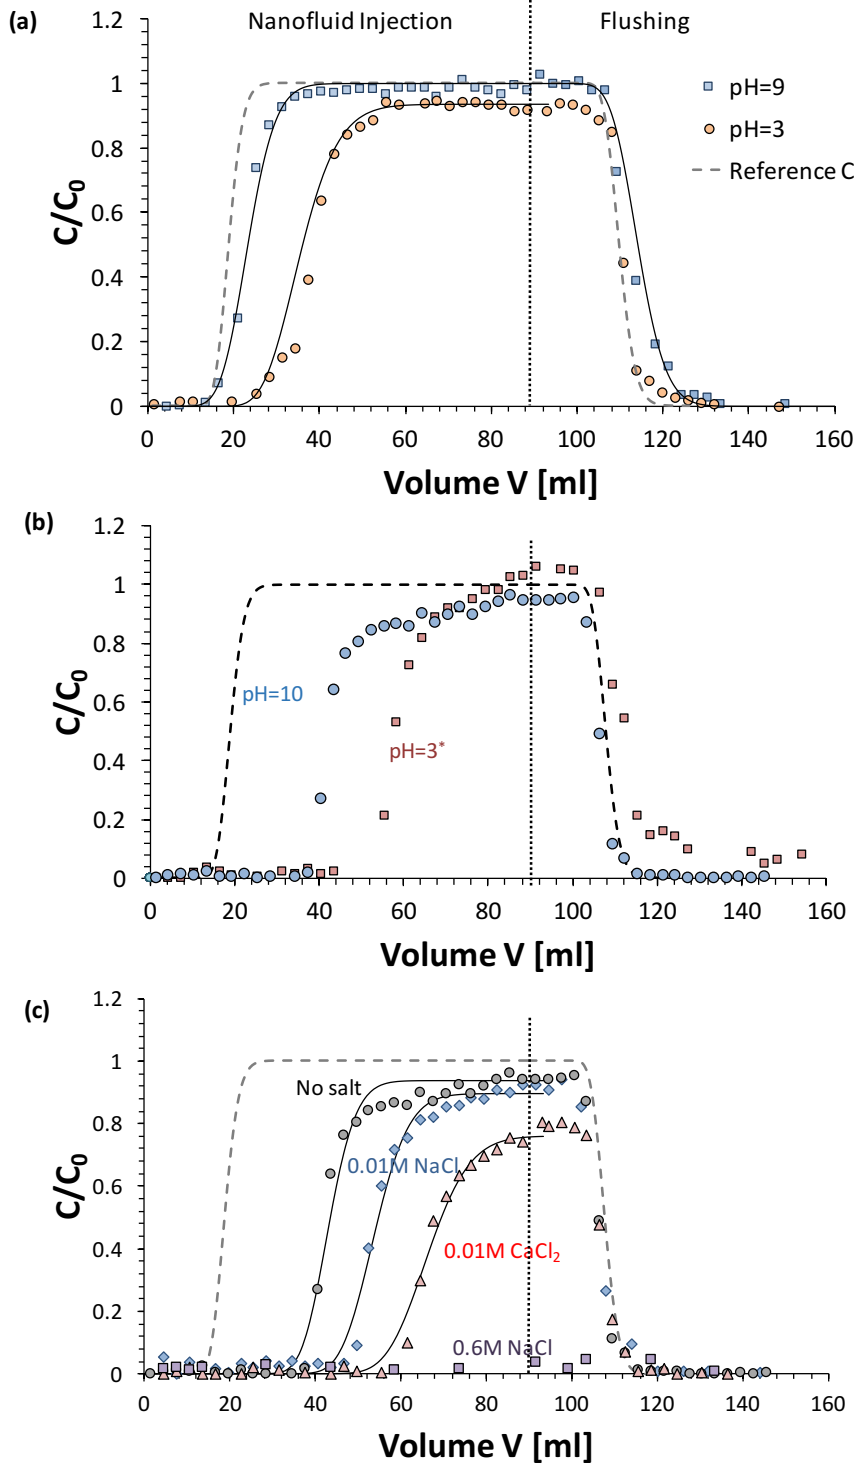 (a)
Nanofluid Injection
Flushing
1.2
1
0.8
0.6
0.4
0.2
0
C/C₀
pH=9
pH=3
Reference C
0 20 40 60 80 100 120 140 160
Volume V [ml]
(b)
1.2
1
0.8
0.6
0.4
0.2
0
C/C₀
pH=10
pH=3*
0 20 40 60 80 100 120 140 160
Volume V [ml]
(c)
1.2
1
0.8
0.6
0.4
0.2
0
C/C₀
No salt
0.01M NaCl
0.01M CaCl₂
0.6M NaCl
0 20 40 60 80 100 120 140 160
Volume V [ml]